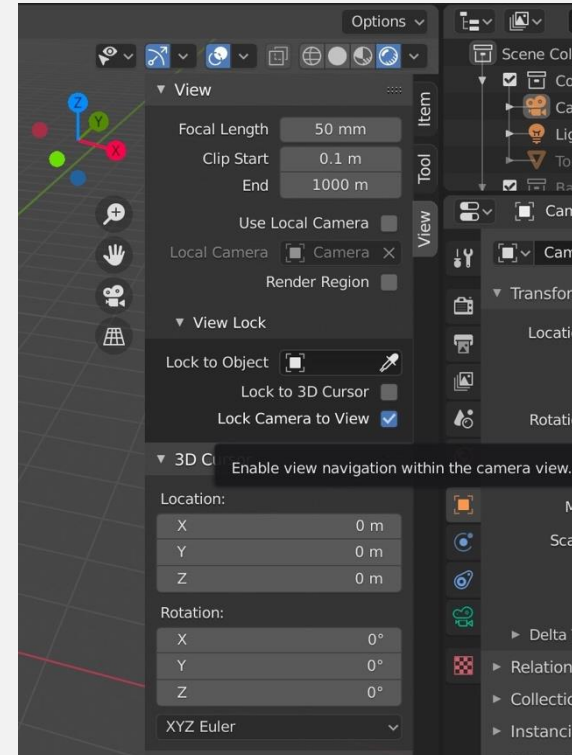 Options
Z
Y
X
View
Focal Length 50 mm
Clip Start 0.1 m
End 1000 m
Use Local Camera
Local Camera Camera
Render Region
View Lock
Lock to Object
Lock to 3D Cursor
Lock Camera to View
3D C
Enable view navigation within the camera view.
Location:
X 0 m
Y 0 m
Z 0 m
Rotation:
X 0°
Y 0°
Z 0°
XYZ Euler
Item
Tool
View
Scene Col
Co
Ca
Lig
To
Ba
Cam
Cam
Transfor
Locati
Rotati
M
Sca
Delta
Relation
Collectio
Instanci